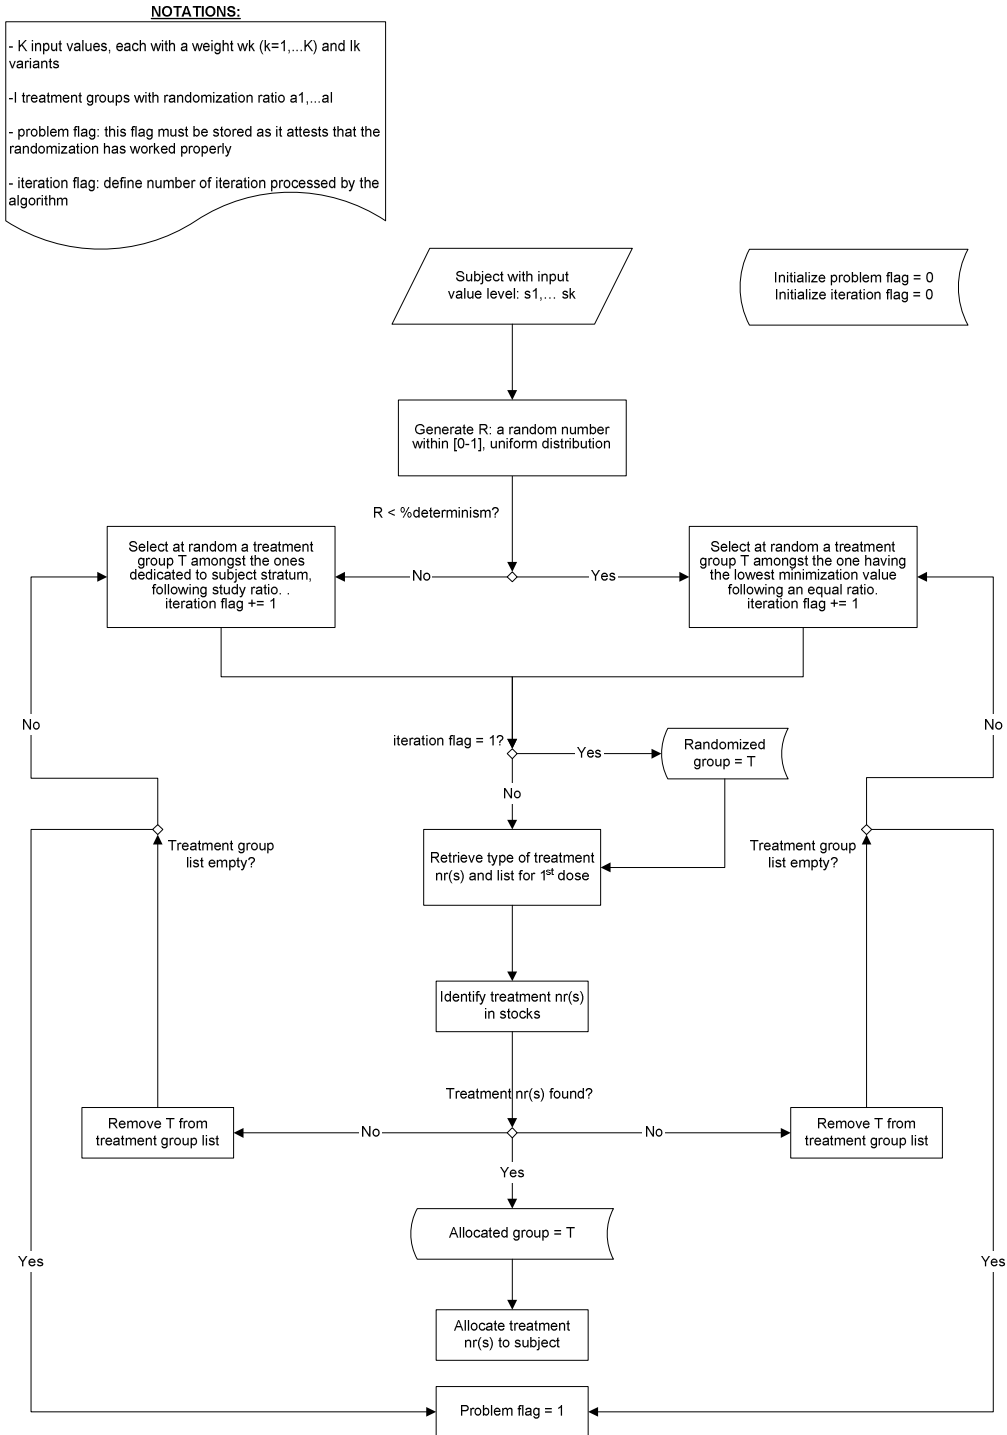 NOTATIONS:
- K input values, each with a weight wk (k=1,...K) and lk
variants
-I treatment groups with randomization ratio a1,...aI
- problem flag: this flag must be stored as it attests that the
randomization has worked properly
- iteration flag: define number of iteration processed by the
algorithm
Subject with input
value level: s1,… sk
Initialize problem flag = 0
Initialize iteration flag = 0
Generate R: a random number
within [0-1], uniform distribution
R < %determinism?
Select at random a treatment
group T amongst the ones
dedicated to subject stratum,
following study ratio. .
iteration flag += 1
No
Yes
Select at random a treatment
group T amongst the one having
the lowest minimization value
following an equal ratio.
iteration flag += 1
No
No
iteration flag = 1?
Yes
Randomized
group = T
No
Treatment group
list empty?
Retrieve type of treatment
nr(s) and list for 1st dose
Treatment group
list empty?
Identify treatment nr(s)
in stocks
Treatment nr(s) found?
Remove T from
treatment group list
No
No
Remove T from
treatment group list
Yes
Allocated group = T
Yes
Yes
Allocate treatment
nr(s) to subject
Problem flag = 1